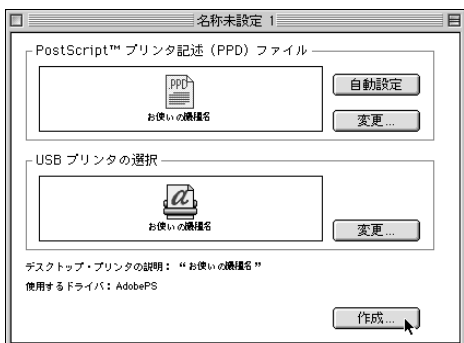 名称未設定 1
PostScript™ プリンタ記述（PPD）ファイル
.PPD
お使いの機種名
自動設定
変更...
USB プリンタの選択
a
お使いの機種名
変更...
デスクトップ・プリンタの説明： “お使いの機種名”
使用するドライバ：AdobePS
作成...